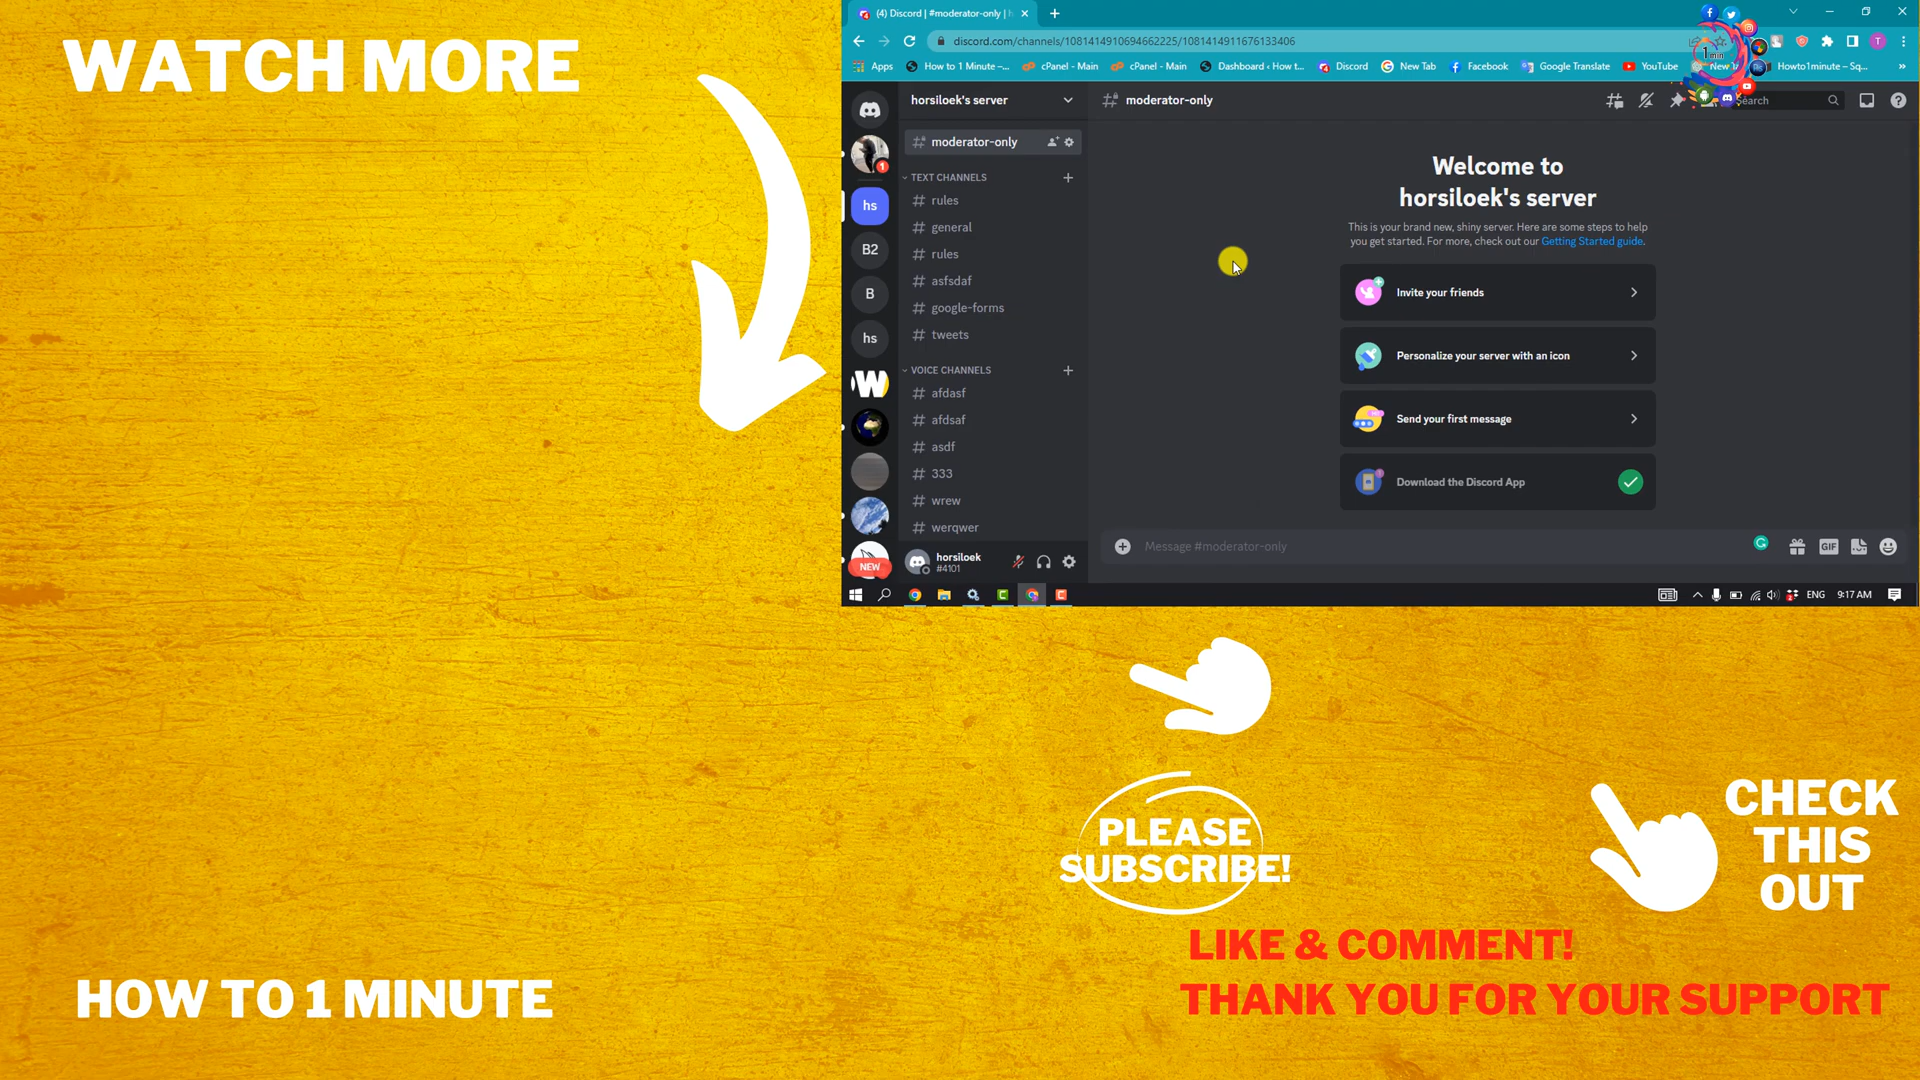 WATCH MORE
(4) Discord | #moderator-only | h
discord.com/channels/1081414910694662225/1081414911676133406
Apps
How to 1 Minute –...
cPanel - Main
cPanel - Main
Dashboard ‹ How t...
Discord
New Tab
Facebook
Google Translate
YouTube
New
Howto1minute – Sq...
1 min
horsiloek's server
moderator-only
Search
moderator-only
TEXT CHANNELS
rules
general
rules
asfsdaf
google-forms
tweets
VOICE CHANNELS
afdasf
afdsaf
asdf
333
wrew
werqwer
hs
B2
B
hs
W
NEW
1
horsiloek
#4101
Welcome to
horsiloek's server
This is your brand new, shiny server. Here are some steps to help
you get started. For more, check out our Getting Started guide.
Invite your friends
Personalize your server with an icon
Send your first message
Download the Discord App
Message #moderator-only
GIF
ENG
9:17 AM
PLEASE
SUBSCRIBE!
CHECK
THIS
OUT
LIKE & COMMENT!
THANK YOU FOR YOUR SUPPORT
HOW TO 1 MINUTE